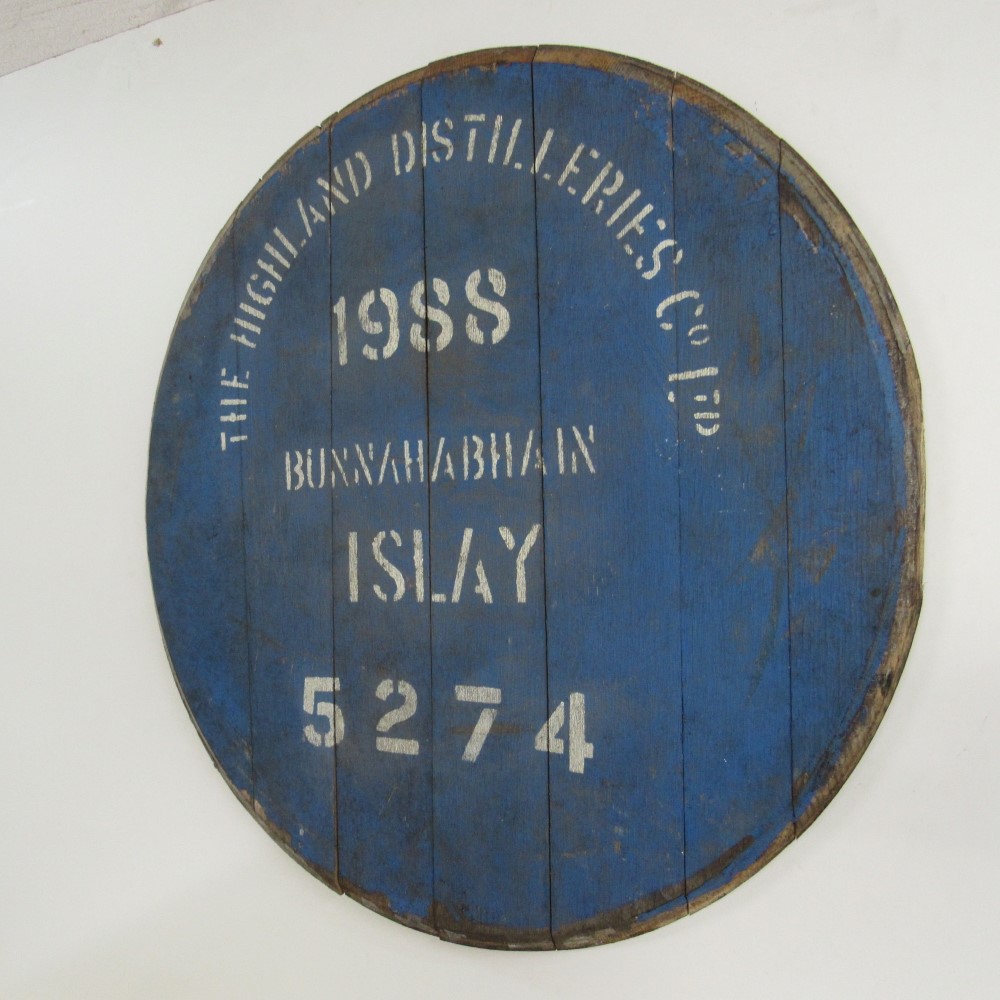 THE HIGHLAND DISTILLERIES Co LTD
1988
BUNNAHABHAIN
ISLAY
5274